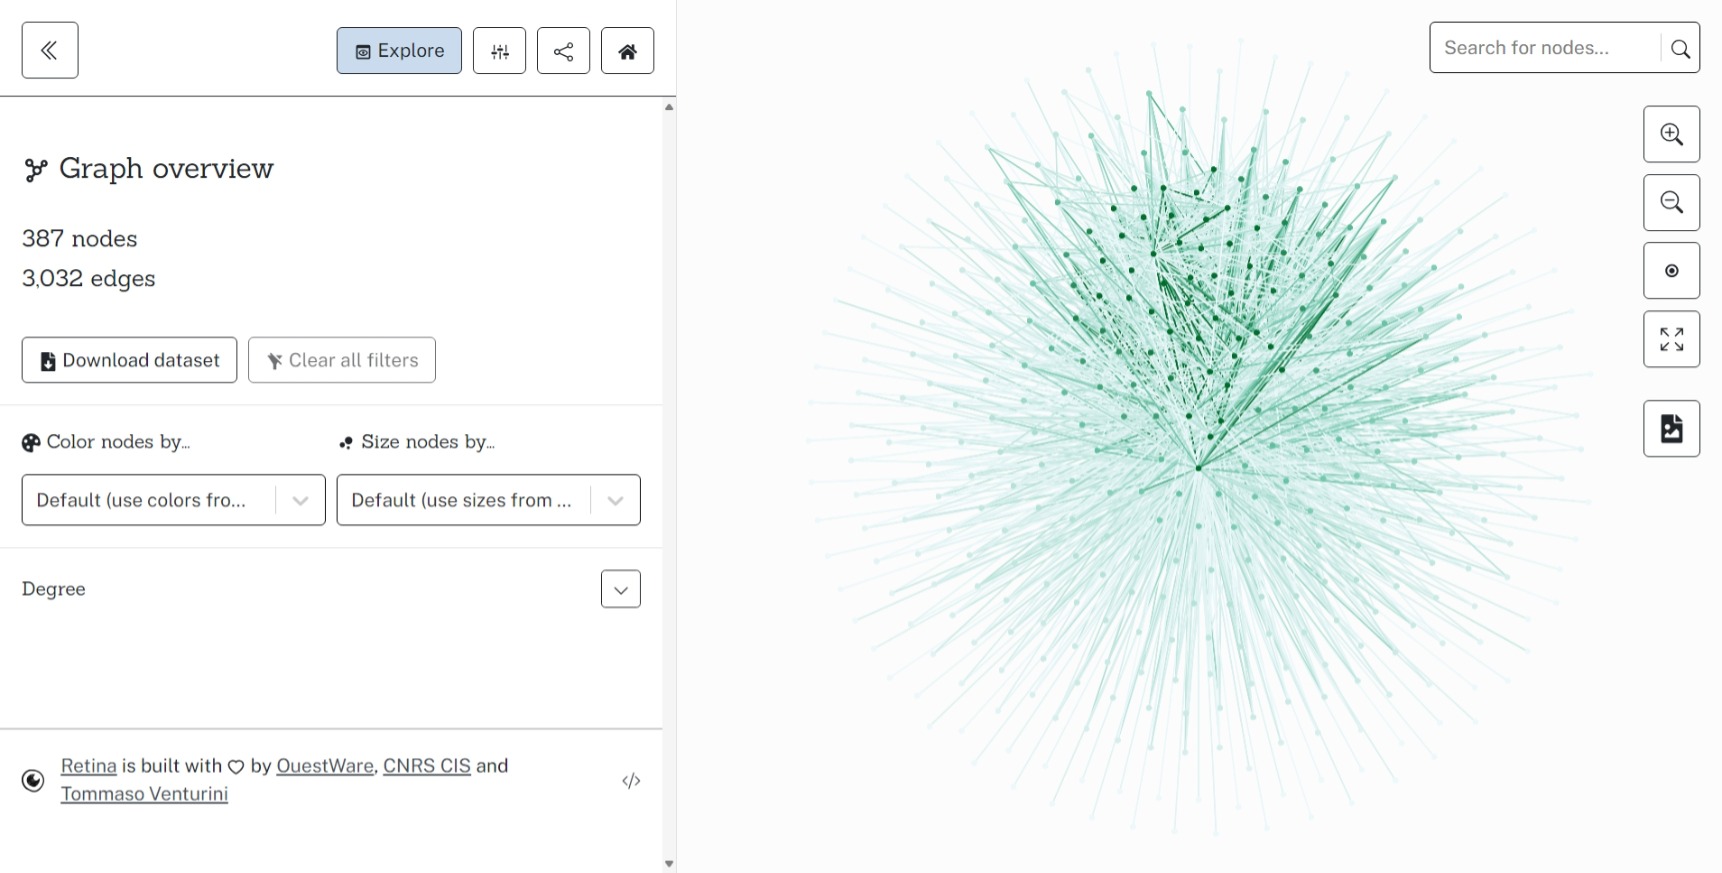 Explore
Search for nodes...
Graph overview
387 nodes
3,032 edges
Download dataset
Clear all filters
Color nodes by...
Size nodes by...
Default (use colors fro...
Default (use sizes from ...
Degree
Retina is built with ♡ by OuestWare, CNRS CIS and
Tommaso Venturini